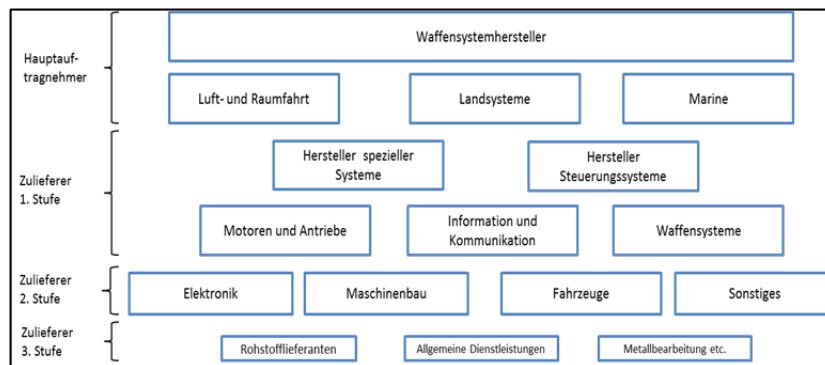 Waffensystemhersteller
Hauptauf-
tragnehmer
Luft- und Raumfahrt
Landsysteme
Marine
Hersteller spezieller
Systeme
Hersteller
Steuerungssysteme
Zulieferer
1. Stufe
Motoren und Antriebe
Information und
Kommunikation
Waffensysteme
Zulieferer
2. Stufe
Elektronik
Maschinenbau
Fahrzeuge
Sonstiges
Zulieferer
3. Stufe
Rohstofflieferanten
Allgemeine Dienstleistungen
Metallbearbeitung etc.